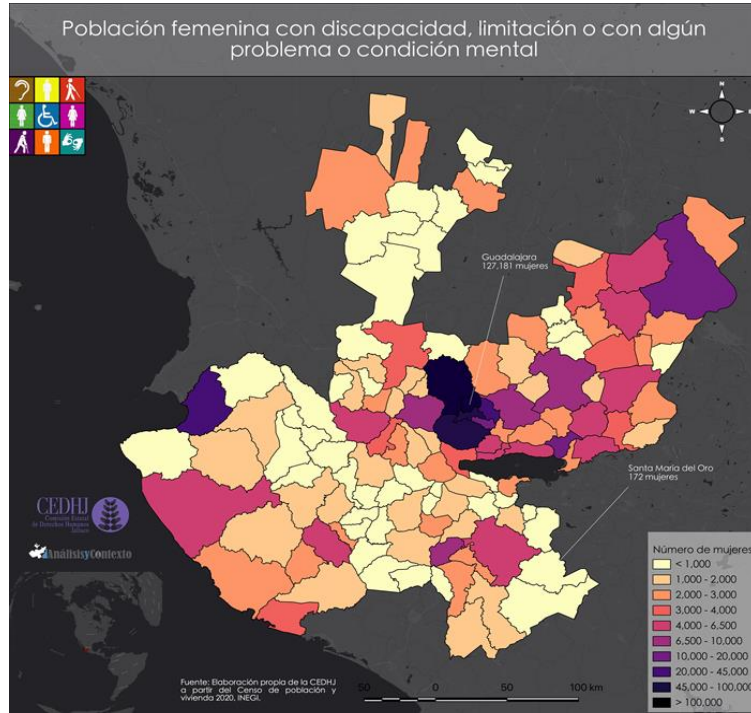 Población femenina con discapacidad, limitación o con algún
problema o condición mental
N
W
S
Guadalajara
127,181 mujeres
Santa María del Oro
172 mujeres
CEDHJ
Comisión Estatal
de Derechos Humanos
Jalisco
AnálisisyContexto
Número de mujeres
< 1,000
1,000 - 2,000
2,000 - 3,000
3,000 - 4,000
4,000 - 6,500
6,500 - 10,000
10,000 - 20,000
20,000 - 45,000
45,000 - 100,000
> 100,000
Fuente: Elaboración propia de la CEDHJ
a partir del Censo de población y
vivienda 2020, INEGI.
50 0 50 100 km